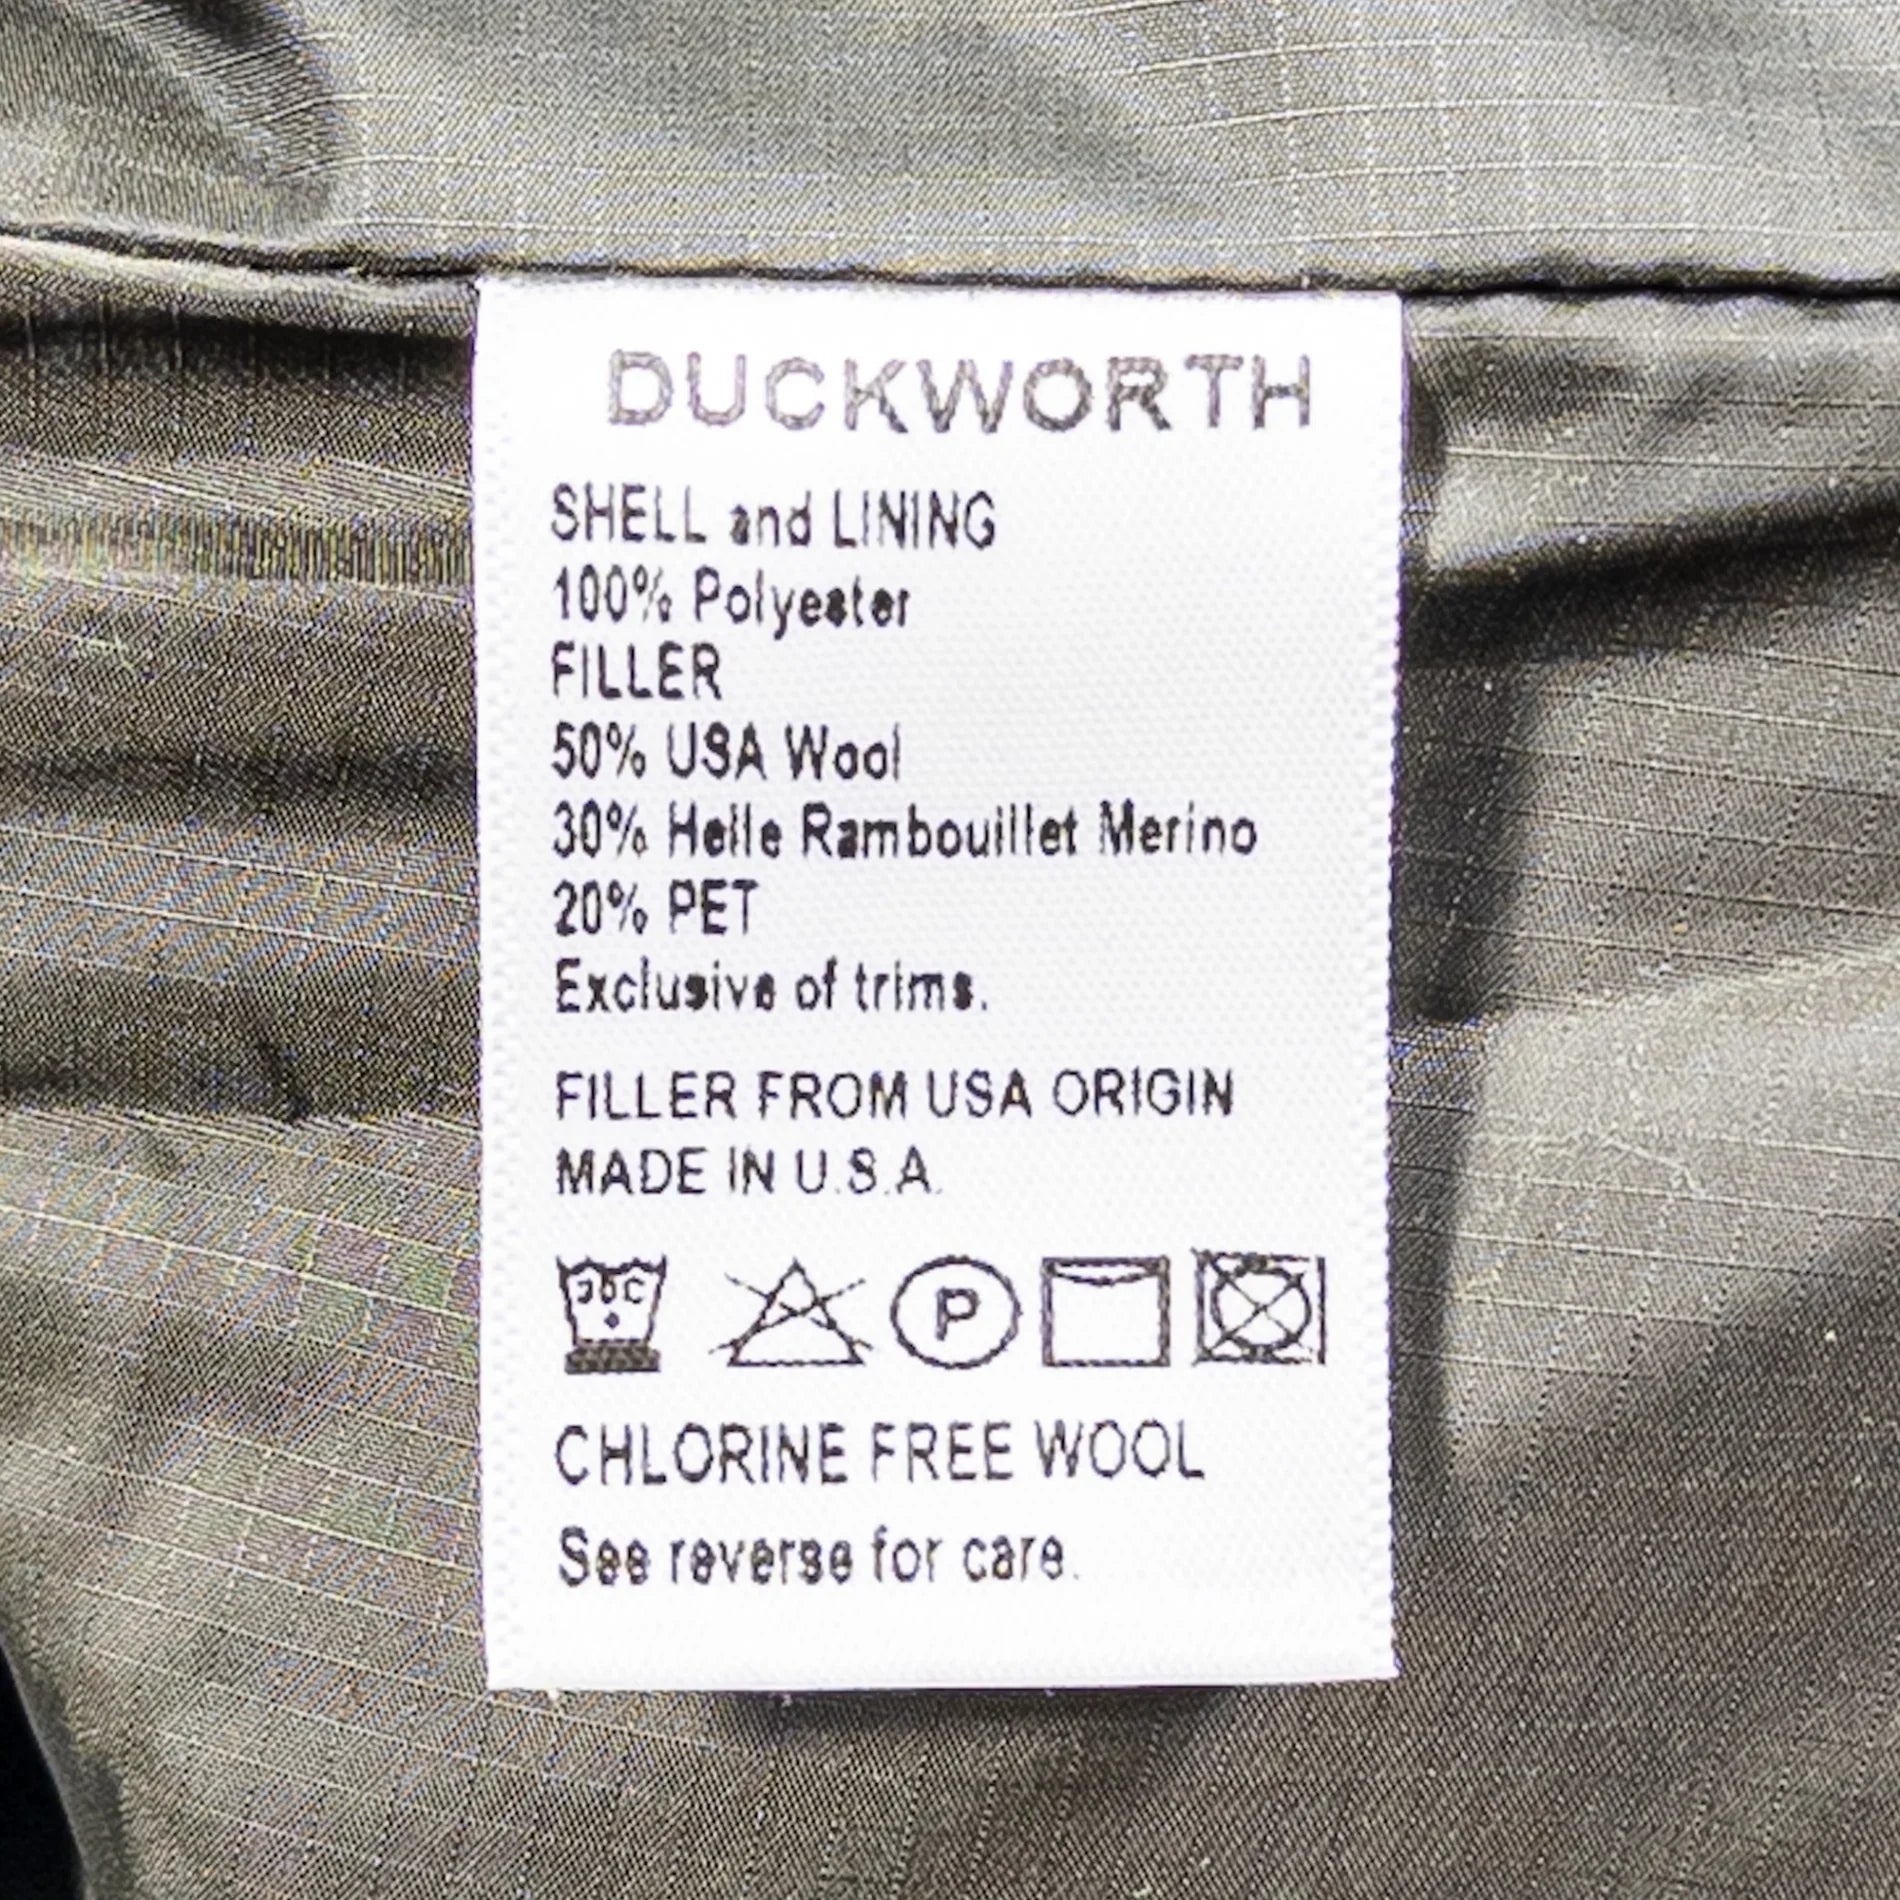 DUCKWORTH
SHELL and LINING
100% Polyester
FILLER
50% USA Wool
30% Helle Rambouillet Merino
20% PET
Exclusive of trims.
FILLER FROM USA ORIGIN
MADE IN U.S.A.
30C P
CHLORINE FREE WOOL
See reverse for care.